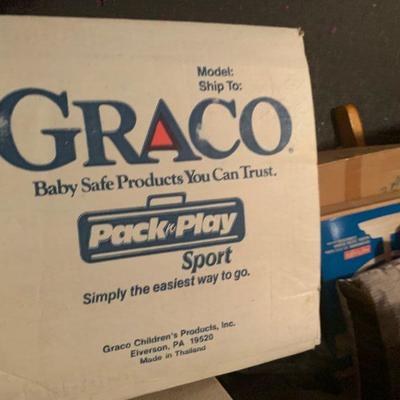 Model:
Ship To:
GRACO®
Baby Safe Products You Can Trust.
Pack n Play
Sport
Simply the easiest way to go.
Graco Children's Products, Inc.
Elverson, PA 19520
Made in Thailand